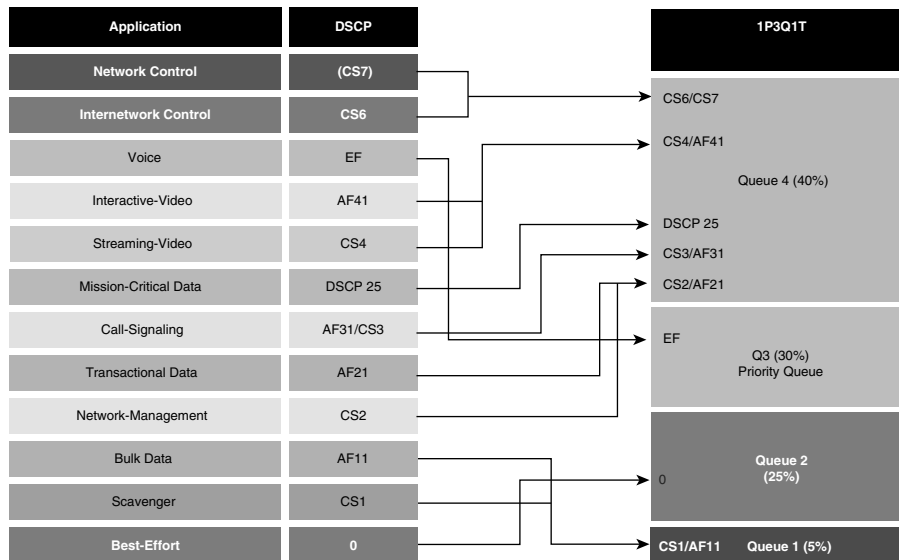 Application DSCP 1P3Q1T
Network Control (CS7)
Internetwork Control CS6
Voice EF
Interactive-Video AF41
Streaming-Video CS4
Mission-Critical Data DSCP 25
Call-Signaling AF31/CS3
Transactional Data AF21
Network-Management CS2
Bulk Data AF11
Scavenger CS1
Best-Effort 0
CS6/CS7
CS4/AF41
Queue 4 (40%)
DSCP 25
CS3/AF31
CS2/AF21
EF
Q3 (30%)
Priority Queue
Queue 2
(25%)
0
CS1/AF11 Queue 1 (5%)